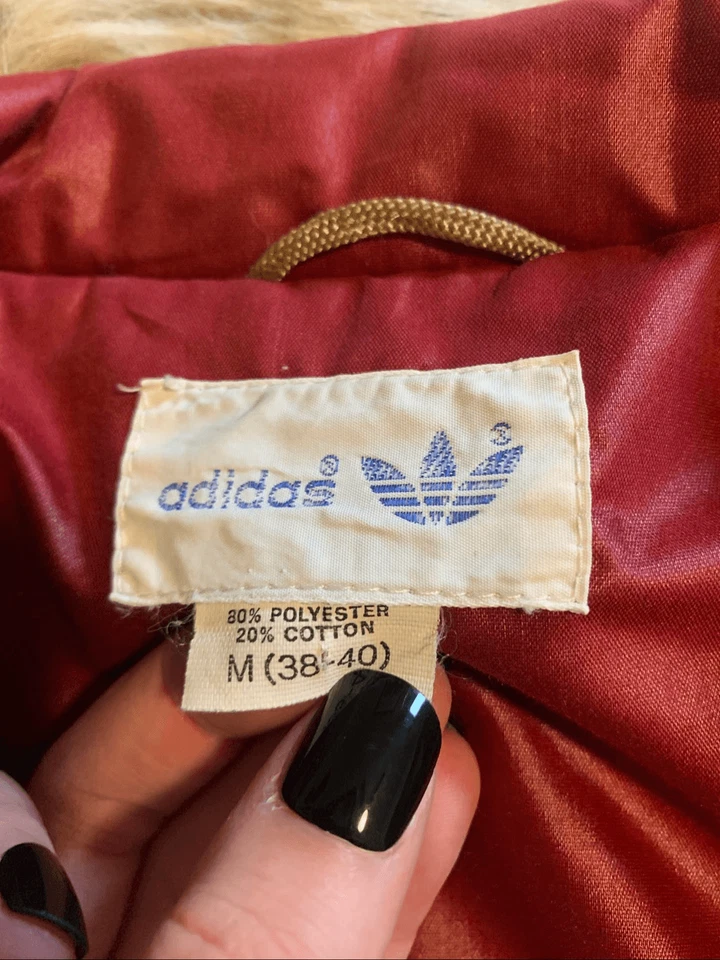 adidas®
80% POLYESTER
20% COTTON
M (38-40)